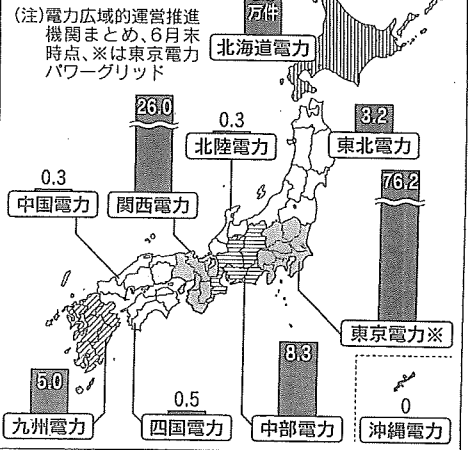 (注)電力広域的運営推進
機関まとめ、6月末
時点、※は東京電力
パワーグリッド
万件
北海道電力
26.0
関西電力
0.3
北陸電力
3.2
東北電力
0.3
中国電力
76.2
東京電力※
5.0
九州電力
0.5
四国電力
8.3
中部電力
0
沖縄電力